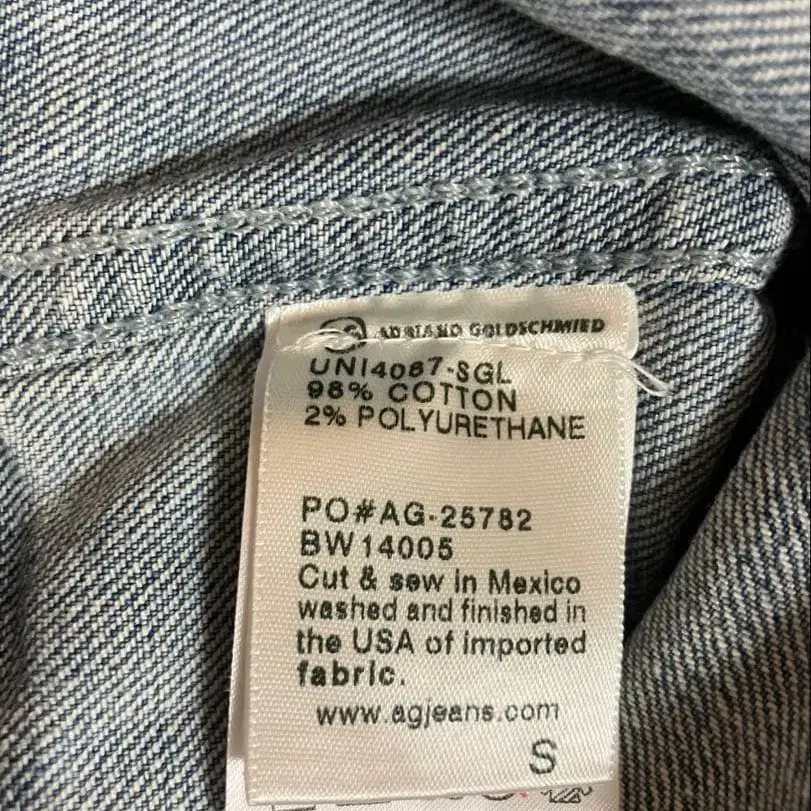 ADRIANO GOLDSCHMIED
UNI4087-SGL
98% COTTON
2% POLYURETHANE
PO#AG-25782
BW14005
Cut & sew in Mexico
washed and finished in
the USA of imported
fabric.
www.agjeans.com
S